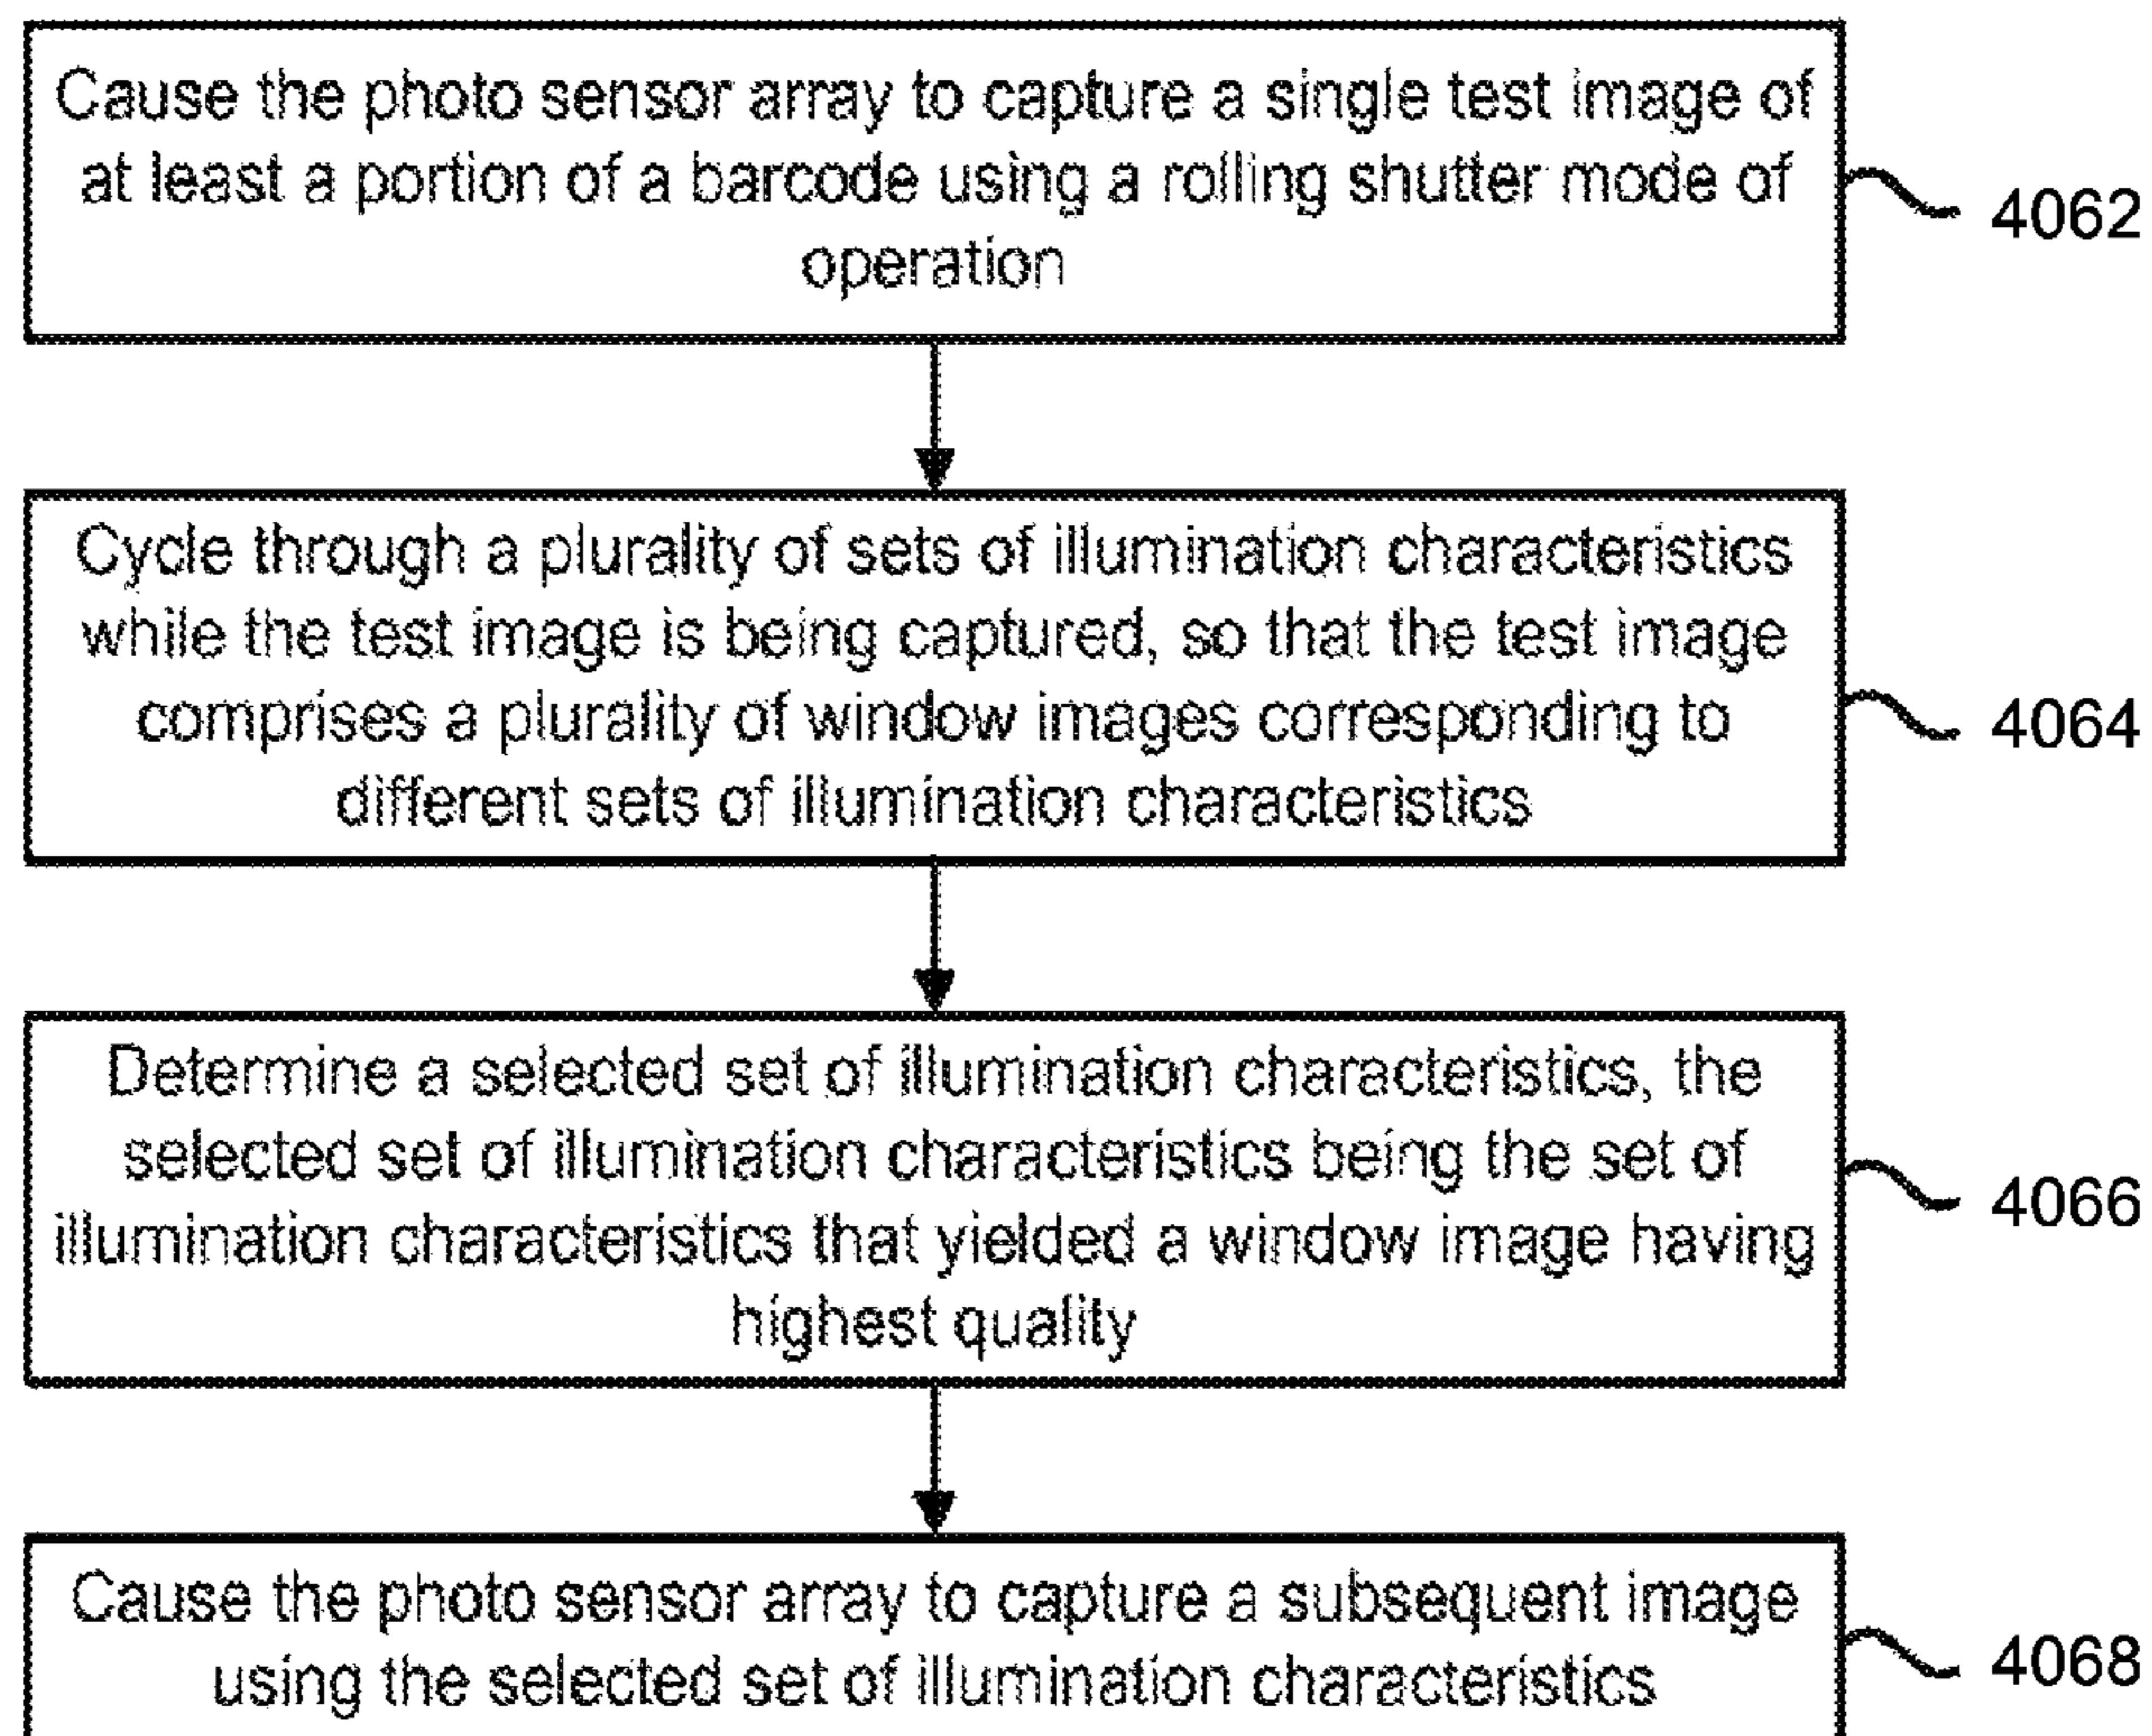 Cause the photo sensor array to capture a single test image of
at least a portion of a barcode using a rolling shutter mode of
operation
4062
Cycle through a plurality of sets of illumination characteristics
while the test image is being captured, so that the test image
comprises a plurality of window images corresponding to
different sets of illumination characteristics
4064
Determine a selected set of illumination characteristics, the
selected set of illumination characteristics being the set of
illumination characteristics that yielded a window image having
highest quality
4066
Cause the photo sensor array to capture a subsequent image
using the selected set of illumination characteristics
4068